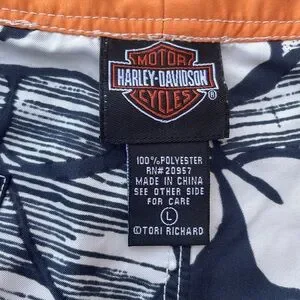 MOTOR
HARLEY-DAVIDSON
CYCLES
®
100% POLYESTER
RN# 20957
MADE IN CHINA
SEE OTHER SIDE
FOR CARE
L
©TORI RICHARD